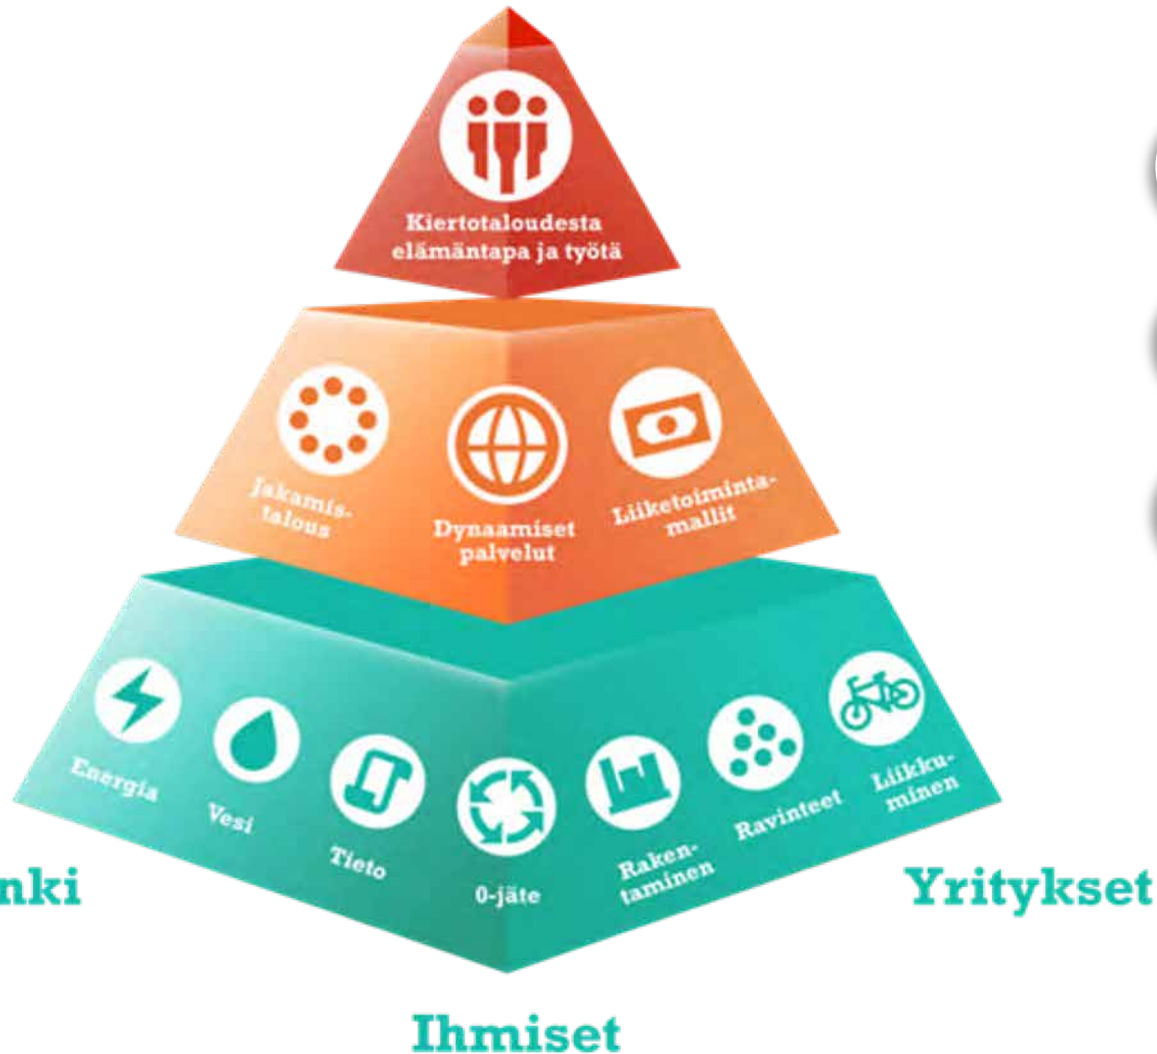 Kiertotaloudesta
elämäntapa ja työtä
Jakamis-
talous
Dynaamiset
palvelut
Liiketoiminta-
mallit
Energia
Vesi
Tieto
0-jäte
Raken-
taminen
Ravinteet
Liikku-
minen
nki
Yritykset
Ihmiset